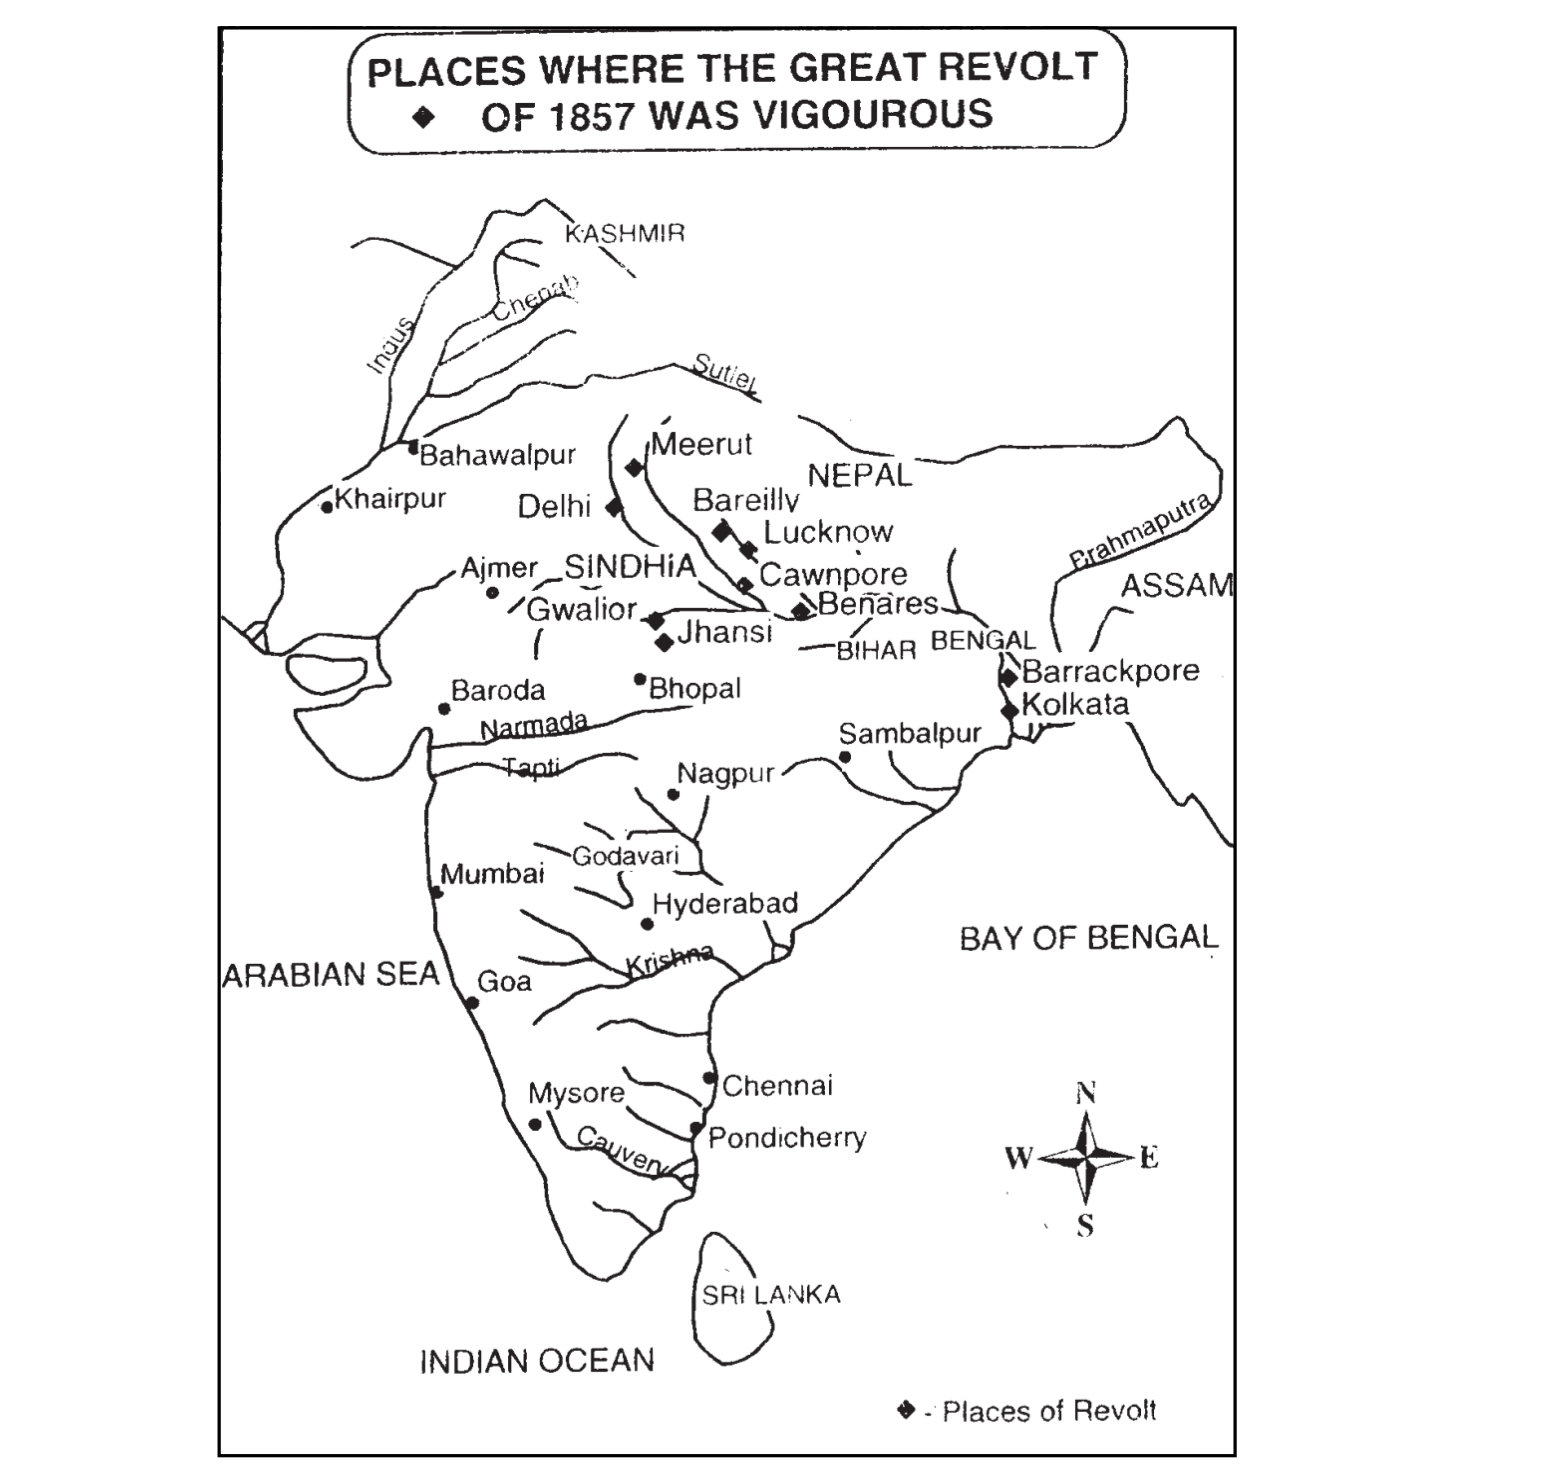 PLACES WHERE THE GREAT REVOLT
OF 1857 WAS VIGOUROUS
KASHMIR
Chenab
Indus
Sutlej
Bahawalpur
Meerut
NEPAL
Khairpur
Delhi
Bareilly
Brahmaputra
Lucknow
Ajmer
SINDHiA
Cawnpore
ASSAM
Gwalior
Benares
Jhansi
BIHAR
BENGAL
Barrackpore
Baroda
Bhopal
Kolkata
Narmada
Sambalpur
Tapti
Nagpur
Godavari
Mumbai
Hyderabad
BAY OF BENGAL
Krishna
ARABIAN SEA
Goa
Chennai
Mysore
N
Pondicherry
Cauvery
W
E
S
SRI LANKA
INDIAN OCEAN
- Places of Revolt